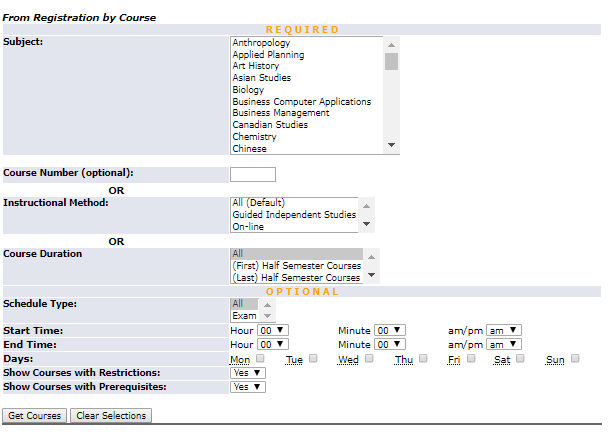 From Registration by Course
REQUIRED
Subject:
Anthropology
Applied Planning
Art History
Asian Studies
Biology
Business Computer Applications
Business Management
Canadian Studies
Chemistry
Chinese
Course Number (optional):
OR
Instructional Method:
All (Default)
Guided Independent Studies
On-line
OR
Course Duration
All
(First) Half Semester Courses
(Last) Half Semester Courses
OPTIONAL
Schedule Type:
All
Exam
Start Time: Hour 00 Minute 00 am/pm am
End Time: Hour 00 Minute 00 am/pm am
Days: Mon Tue Wed Thu Fri Sat Sun
Show Courses with Restrictions: Yes
Show Courses with Prerequisites: Yes
Get Courses Clear Selections